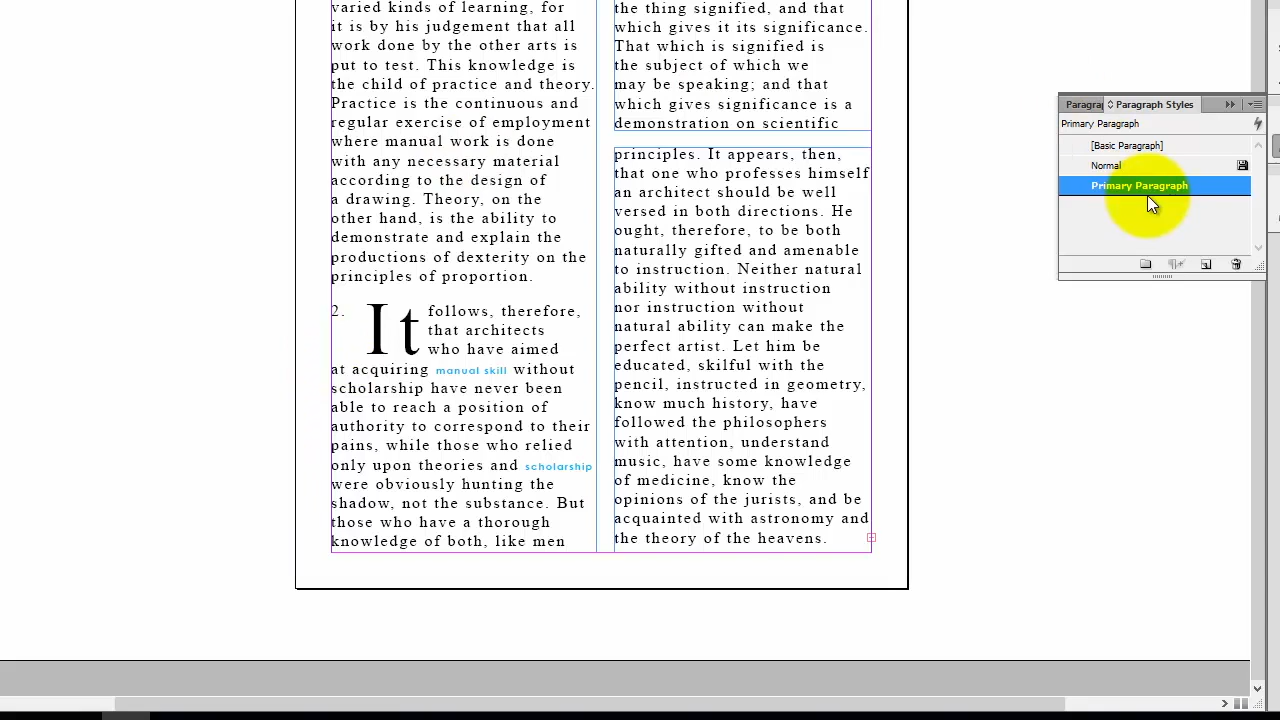 varied kinds of learning, for
it is by his judgement that all
work done by the other arts is
put to test. This knowledge is
the child of practice and theory.
Practice is the continuous and
regular exercise of employment
where manual work is done
with any necessary material
according to the design of
a drawing. Theory, on the
other hand, is the ability to
demonstrate and explain the
productions of dexterity on the
principles of proportion.
2. It follows, therefore,
that architects
who have aimed
at acquiring manual skill without
scholarship have never been
able to reach a position of
authority to correspond to their
pains, while those who relied
only upon theories and scholarship
were obviously hunting the
shadow, not the substance. But
those who have a thorough
knowledge of both, like men
the thing signified, and that
which gives it its significance.
That which is signified is
the subject of which we
may be speaking; and that
which gives significance is a
demonstration on scientific
principles. It appears, then,
that one who professes himself
an architect should be well
versed in both directions. He
ought, therefore, to be both
naturally gifted and amenable
to instruction. Neither natural
ability without instruction
nor instruction without
natural ability can make the
perfect artist. Let him be
educated, skilful with the
pencil, instructed in geometry,
know much history, have
followed the philosophers
with attention, understand
music, have some knowledge
of medicine, know the
opinions of the jurists, and be
acquainted with astronomy and
the theory of the heavens.
Paragrap Paragraph Styles
Primary Paragraph
[Basic Paragraph]
Normal
Primary Paragraph